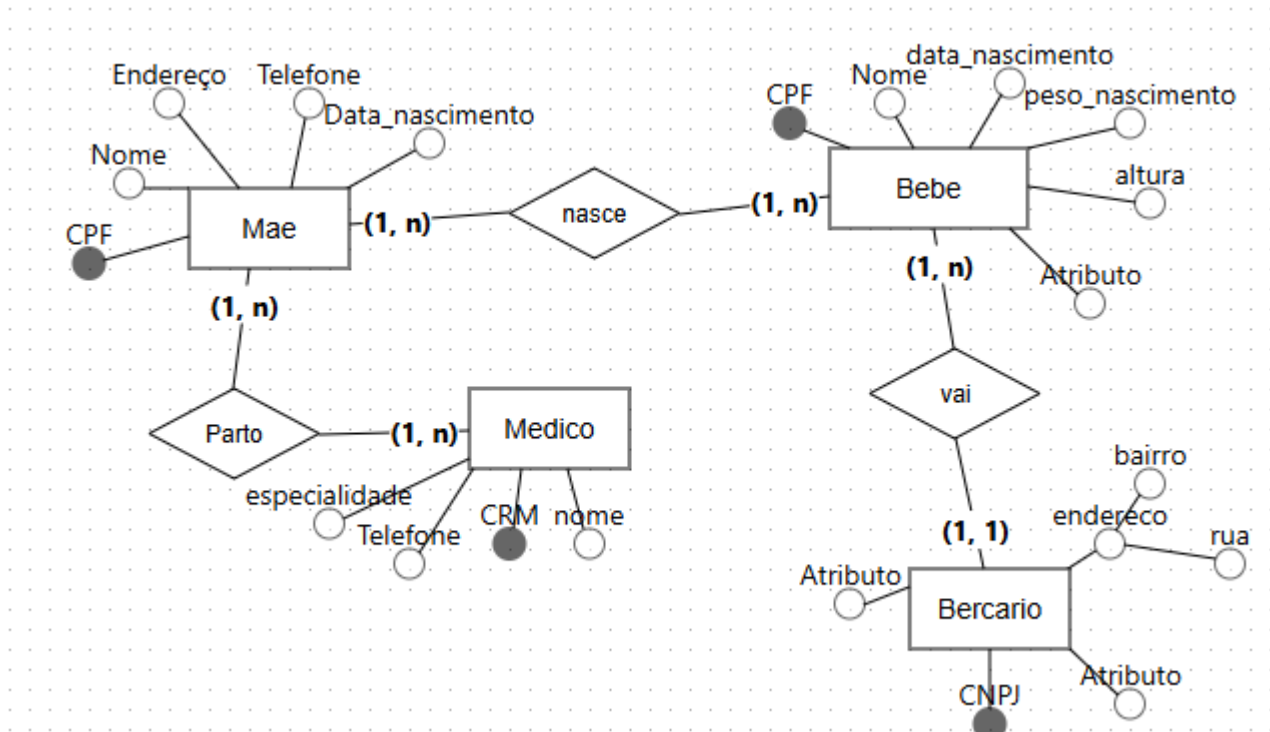 data_nascimento
Endereço Telefone
Nome
CPF
peso_nascimento
Data_nascimento
Nome
altura
Bebe
nasce
(1, n)
(1, n)
Mae
CPF
(1, n)
Atributo
(1, n)
vai
Medico
Parto
(1, n)
bairro
especialidade
CRM nome
endereco
Telefone
(1, 1)
rua
Atributo
Bercario
Atributo
CNPJ